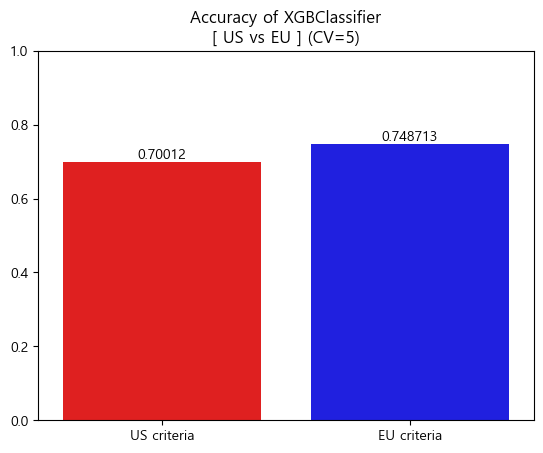 Accuracy of XGBClassifier
[ US vs EU ] (CV=5)
1.0
0.8
0.6
0.4
0.2
0.0
0.70012
0.748713
US criteria
EU criteria